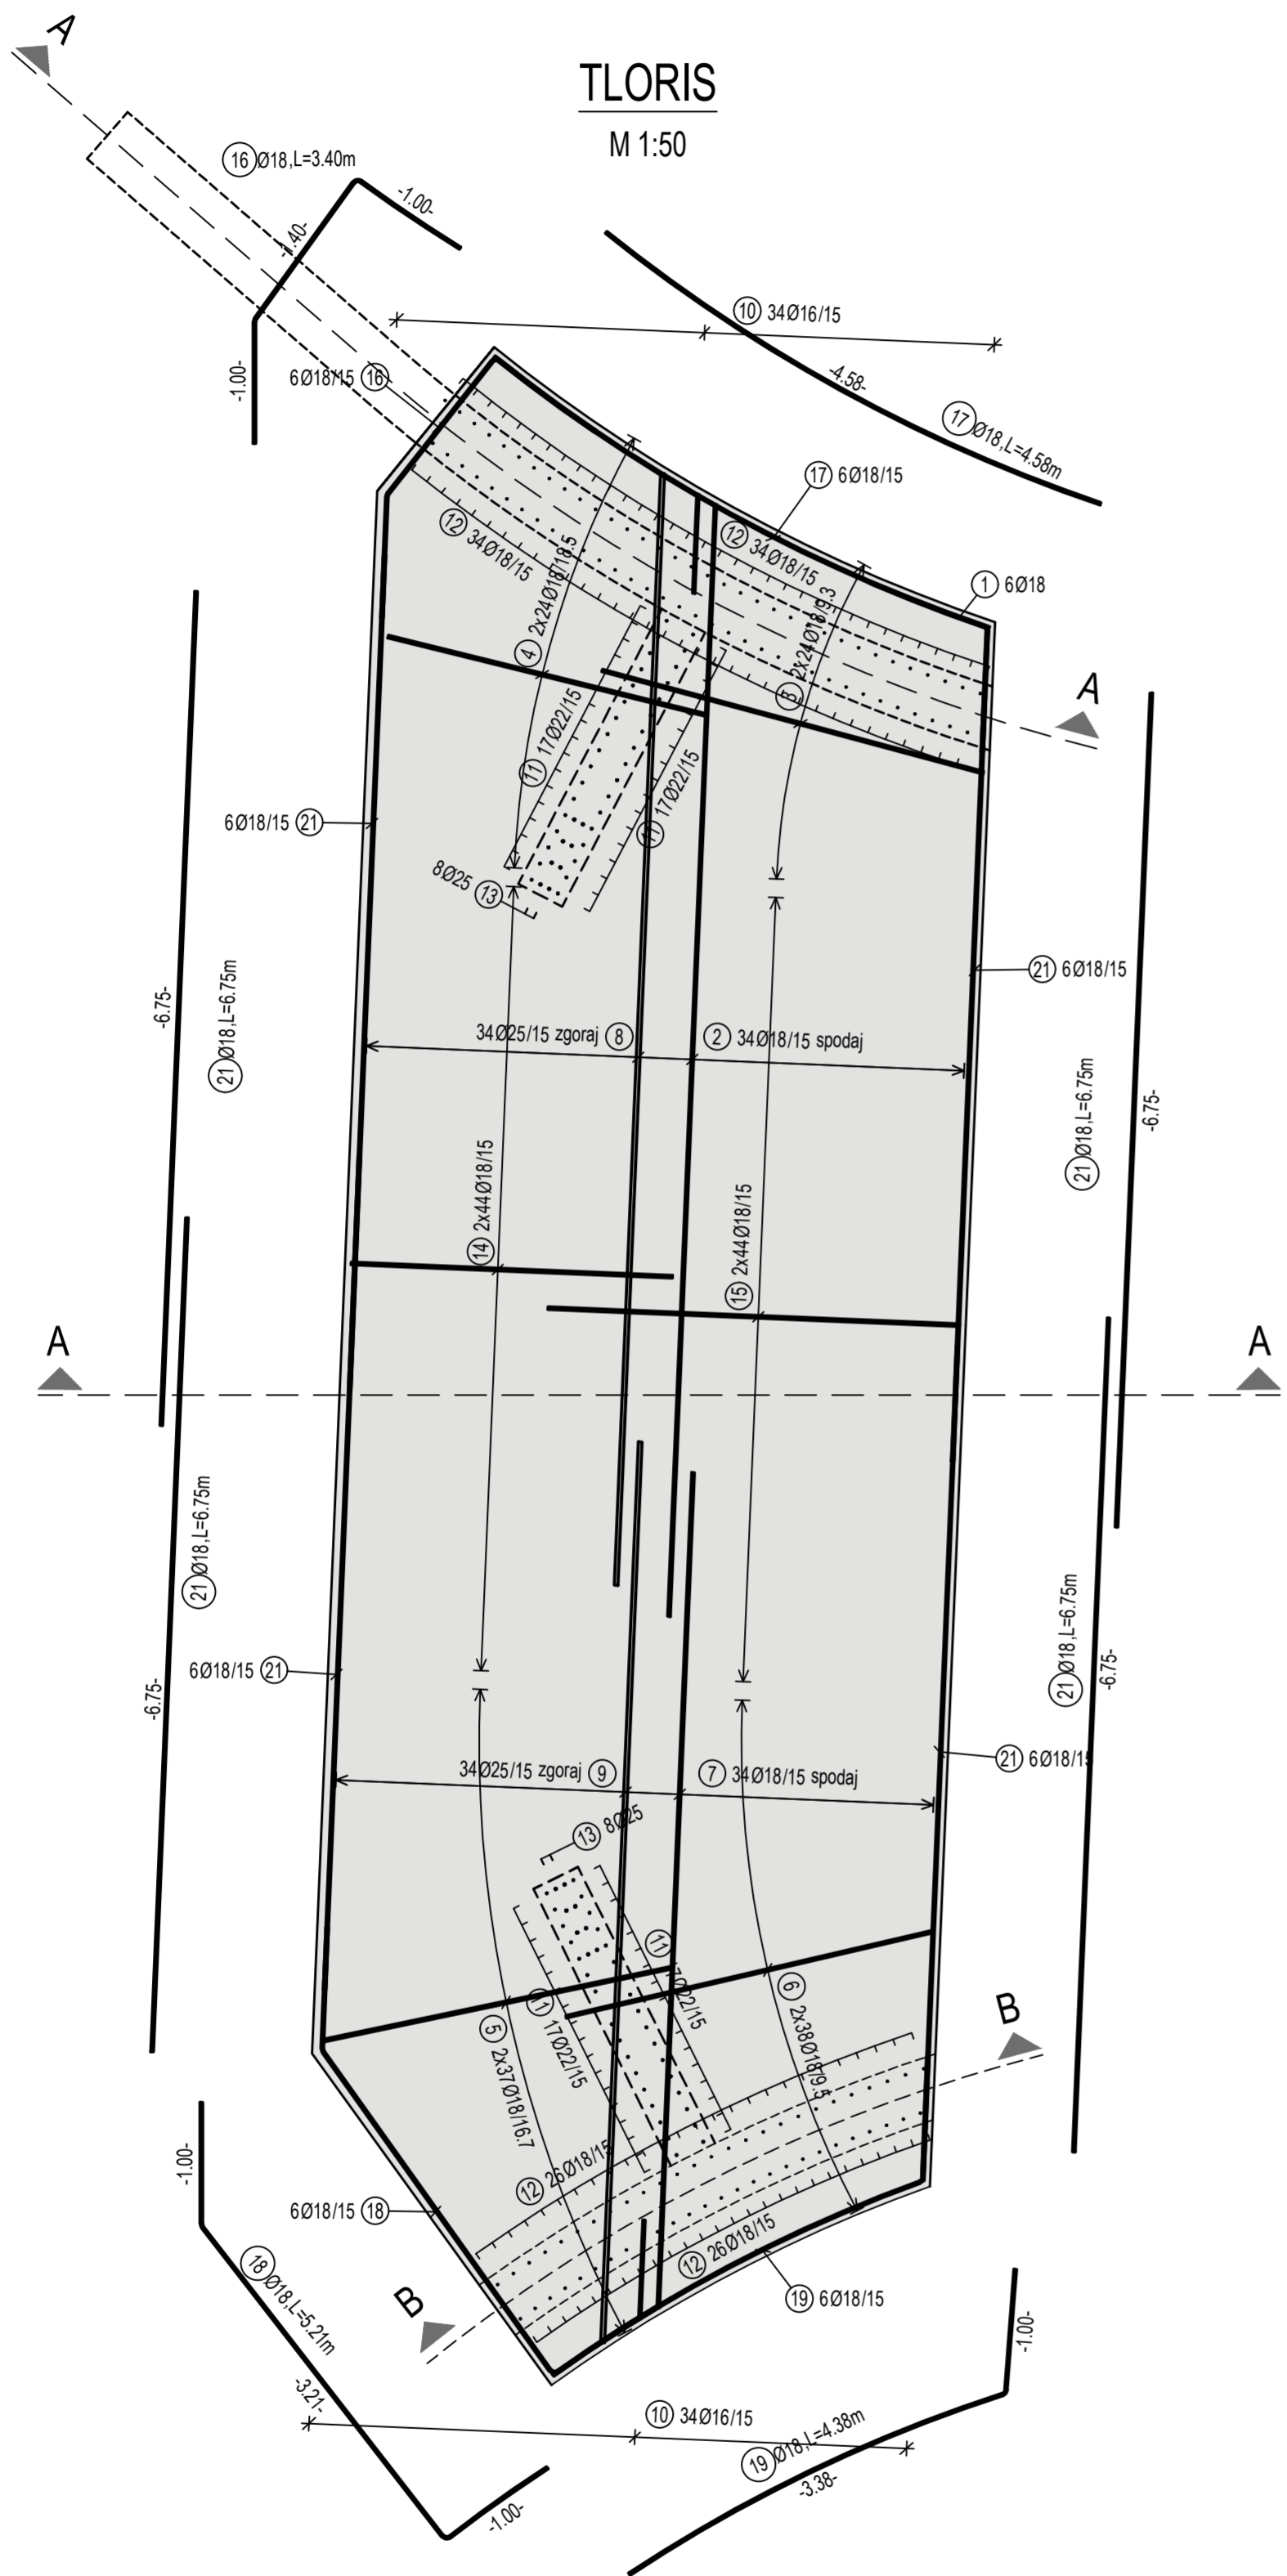 A
TLORIS
M 1:50
16 Ø18,L=3.40m
-1.00-
-1.40-
10 34Ø16/15
-1.00-
6Ø18/15 16
-4.58-
17 Ø18,L=4.58m
17 6Ø18/15
12 34Ø18/15
12 34Ø18/15
1 6Ø18
4 2x24Ø18/18.5
2x24Ø18/9.3
A
11 17Ø22/15
11 17Ø22/15
6Ø18/15 21
8Ø25 13
21 6Ø18/15
-6.75-
21 Ø18,L=6.75m
34Ø25/15 zgoraj 8
2 34Ø18/15 spodaj
21 Ø18,L=6.75m
-6.75-
14 2x44Ø18/15
15 2x44Ø18/15
A
A
21 Ø18,L=6.75m
-6.75-
6Ø18/15 21
21 Ø18,L=6.75m
-6.75-
21 6Ø18/15
34Ø25/15 zgoraj 9
7 34Ø18/15 spodaj
13 8Ø25
11 17Ø22/15
11 17Ø22/15
5 2x37Ø18/16.7
6 2x38Ø18/9.5
B
-1.00-
12 26Ø18/15
6Ø18/15 18
12 26Ø18/15
19 6Ø18/15
B
18 Ø18,L=5.21m
-3.21-
-1.00-
10 34Ø16/15
19 Ø18,L=4.38m
-3.38-
-1.00-